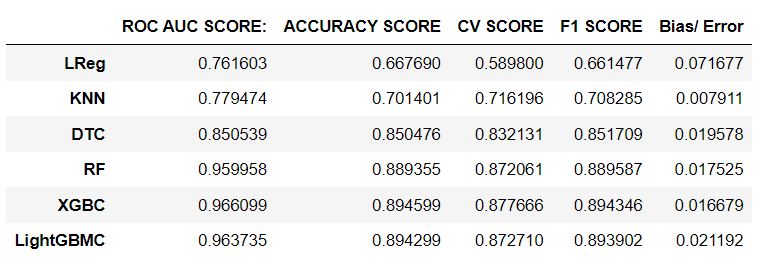 ROC AUC SCORE: ACCURACY SCORE CV SCORE F1 SCORE Bias/ Error
LReg 0.761603 0.667690 0.589800 0.661477 0.071677
KNN 0.779474 0.701401 0.716196 0.708285 0.007911
DTC 0.850539 0.850476 0.832131 0.851709 0.019578
RF 0.959958 0.889355 0.872061 0.889587 0.017525
XGBC 0.966099 0.894599 0.877666 0.894346 0.016679
LightGBMC 0.963735 0.894299 0.872710 0.893902 0.021192